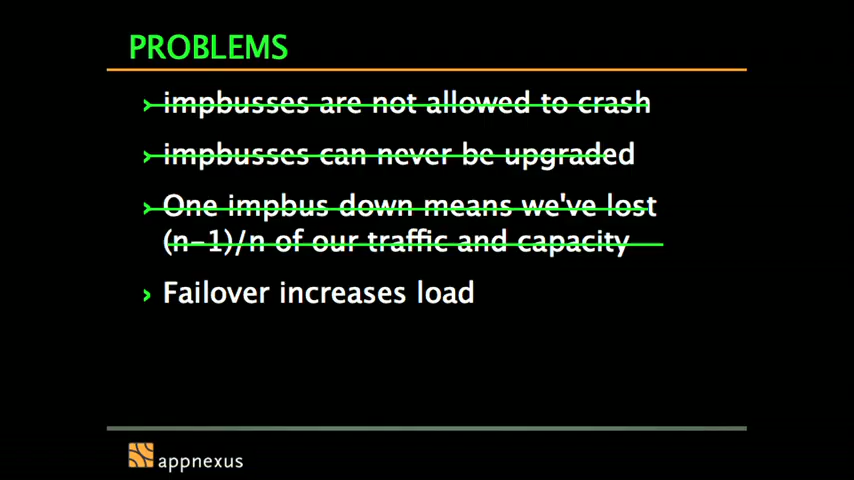 PROBLEMS
› impbusses are not allowed to crash
› impbusses can never be upgraded
› One impbus down means we've lost
(n-1)/n of our traffic and capacity
› Failover increases load
appnexus